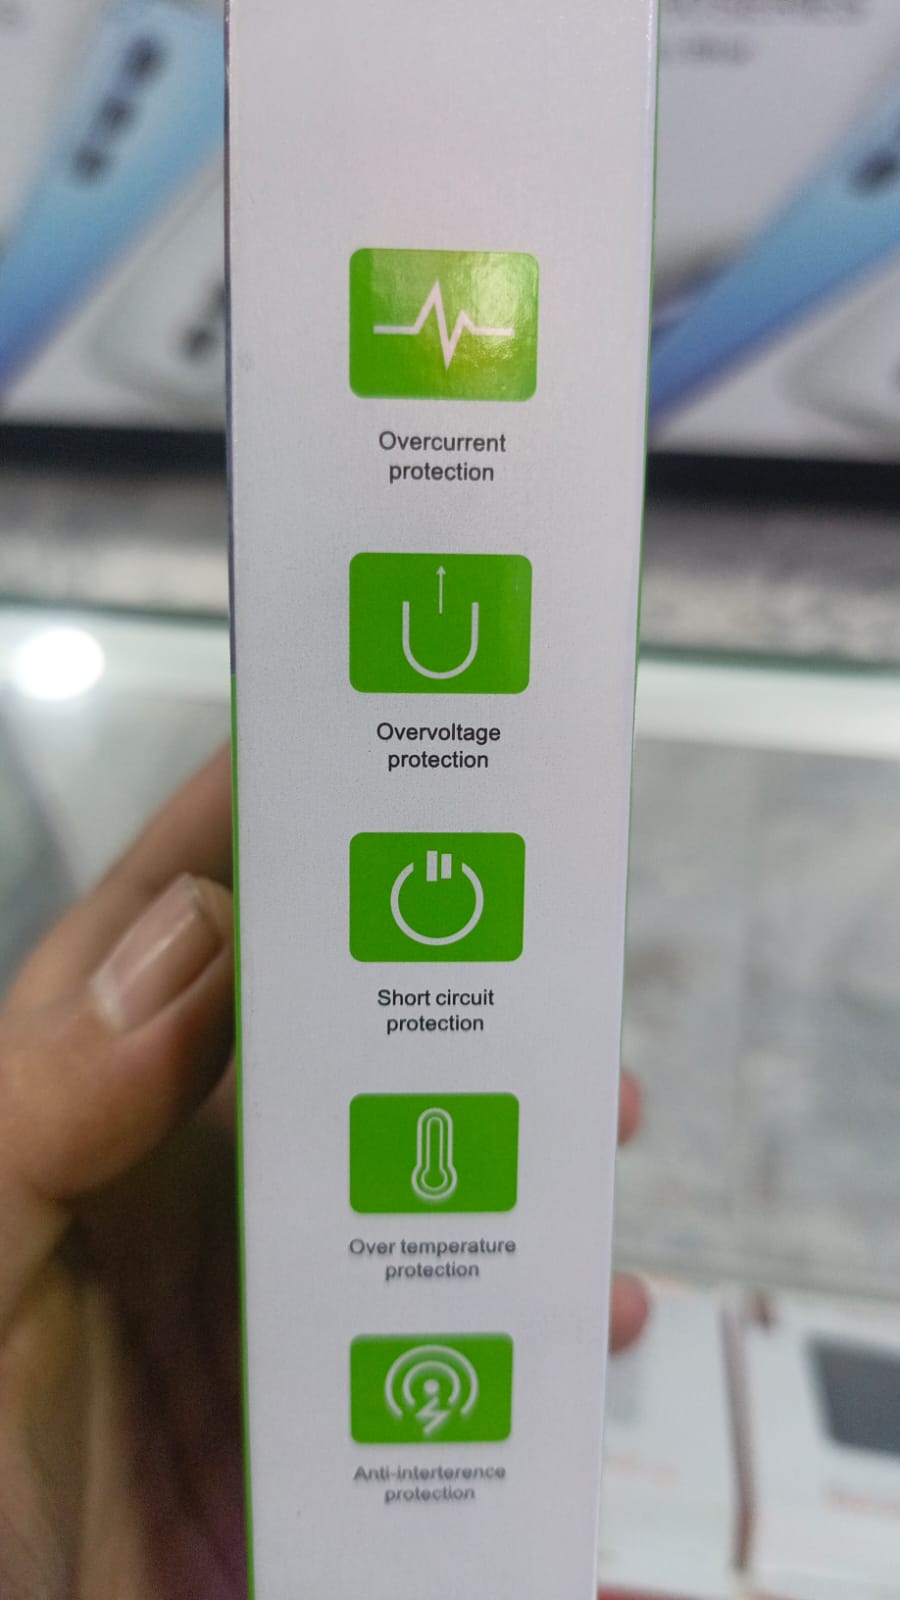 Overcurrent
protection
Overvoltage
protection
Short circuit
protection
Over temperature
protection
Anti-interference
protection